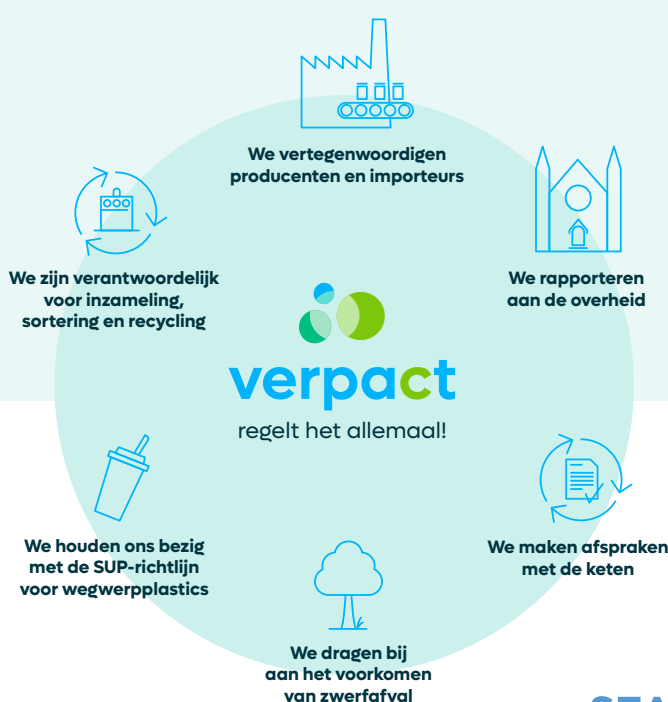 We vertegenwoordigen
producenten en importeurs
We zijn verantwoordelijk
voor inzameling,
sortering en recycling
We rapporteren
aan de overheid
verpact
regelt het allemaal!
We houden ons bezig
met de SUP-richtlijn
voor wegwerpplastics
We maken afspraken
met de keten
We dragen bij
aan het voorkomen
van zwerfafval